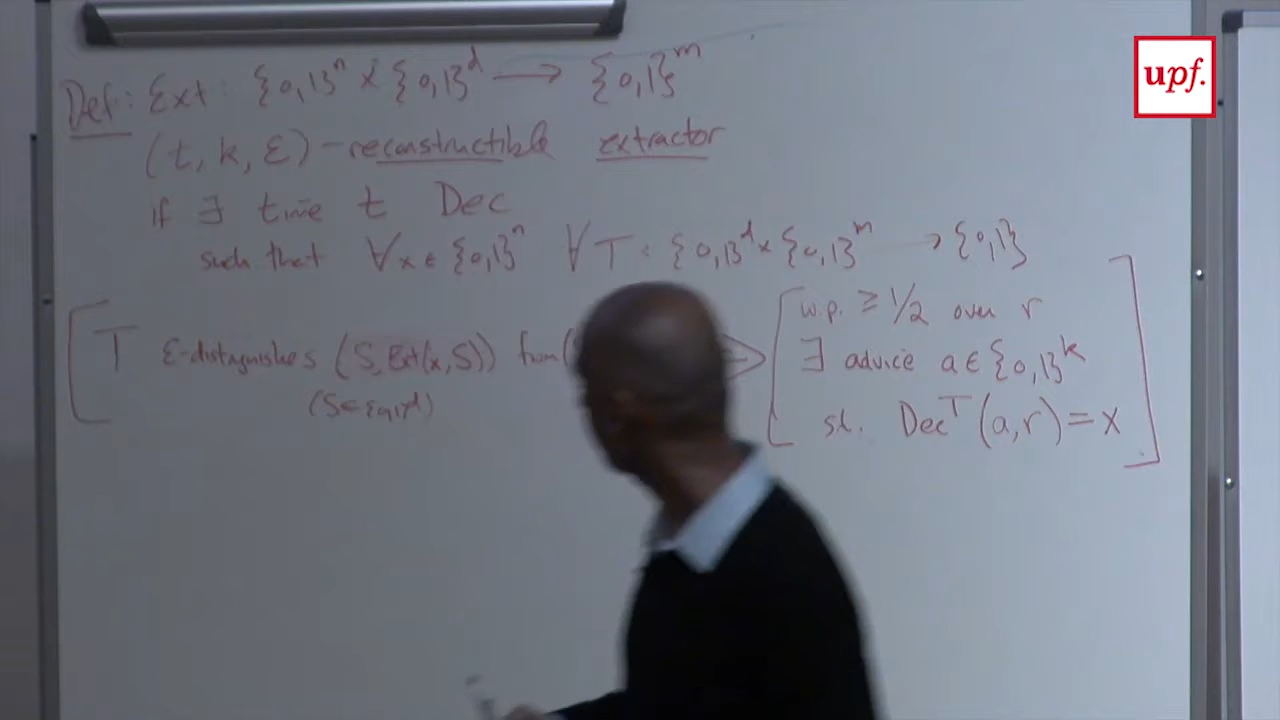 Def: Ext: {0,1}^n × {0,1}^d → {0,1}^m
(t, k, ε)-reconstructible extractor
if ∃ time t Dec
such that ∀x∈{0,1}^n ∀T: {0,1}^d × {0,1}^m → {0,1}
T ε-distinguishes (S, Ext(x,S)) from (
(S∈{0,1}^d)
w.p. ≥ 1/2 over r
∃ advice a∈{0,1}^k
st. Dec^T(a,r)=x
upf.